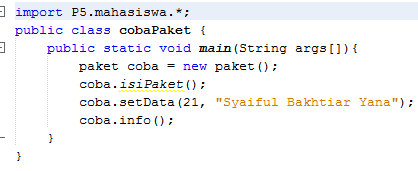 import P5.mahasiswa.*;
public class cobaPaket {
public static void main(String args[]){
paket coba = new paket();
coba.isiPaket();
coba.setData(21, "Syaiful Bakhtiar Yana");
coba.info();
}
}